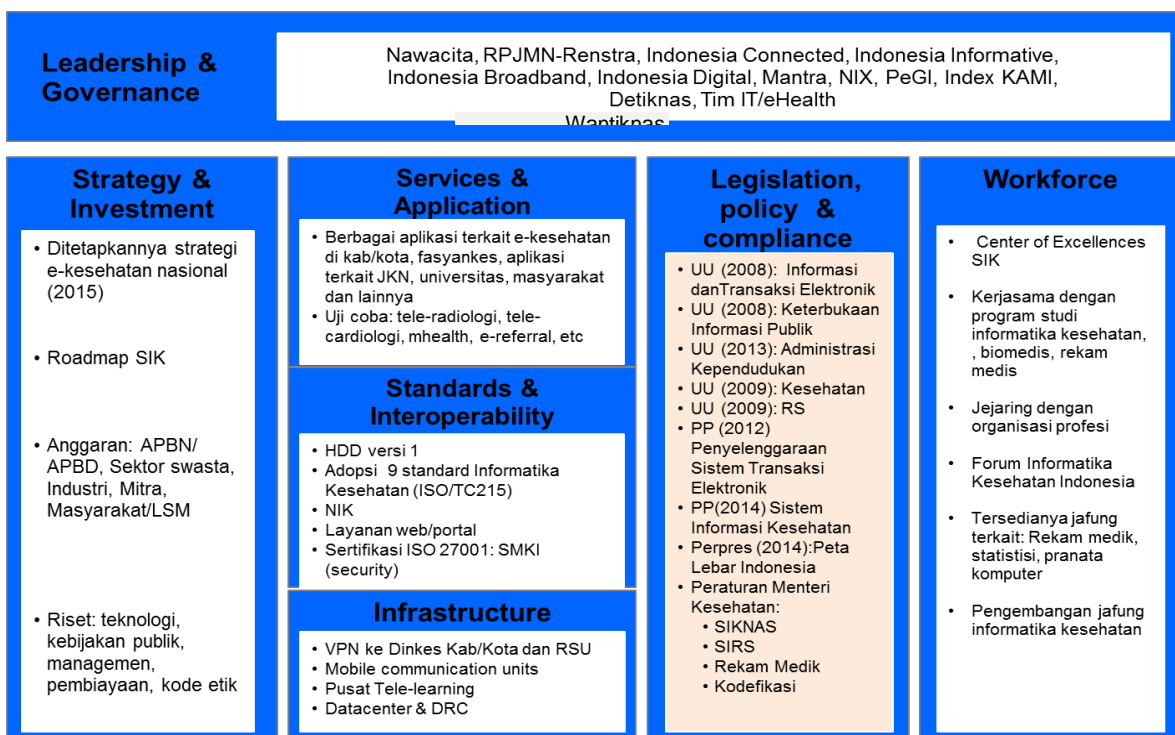 Leadership &
Governance
Nawacita, RPJMN-Renstra, Indonesia Connected, Indonesia Informative,
Indonesia Broadband, Indonesia Digital, Mantra, NIX, PeGI, Index KAMI,
Detiknas, Tim IT/eHealth
Wantiknas
Strategy &
Investment
• Ditetapkannya strategi
e-kesehatan nasional
(2015)
• Roadmap SIK
• Anggaran: APBN/
APBD, Sektor swasta,
Industri, Mitra,
Masyarakat/LSM
• Riset: teknologi,
kebijakan publik,
managemen,
pembiayaan, kode etik
Services &
Application
• Berbagai aplikasi terkait e-kesehatan
di kab/kota, fasyankes, aplikasi
terkait JKN, universitas, masyarakat
dan lainnya
• Uji coba: tele-radiologi, tele-
cardiologi, mhealth, e-referral, etc
Standards &
Interoperability
• HDD versi 1
• Adopsi 9 standard Informatika
Kesehatan (ISO/TC215)
• NIK
• Layanan web/portal
• Sertifikasi ISO 27001: SMKI
(security)
Infrastructure
• VPN ke Dinkes Kab/Kota dan RSU
• Mobile communication units
• Pusat Tele-learning
• Datacenter & DRC
Legislation,
policy &
compliance
• UU (2008): Informasi
danTransaksi Elektronik
• UU (2008): Keterbukaan
Informasi Publik
• UU (2013): Administrasi
Kependudukan
• UU (2009): Kesehatan
• UU (2009): RS
• PP (2012)
Penyelenggaraan
Sistem Transaksi
Elektronik
• PP(2014) Sistem
Informasi Kesehatan
• Perpres (2014):Peta
Lebar Indonesia
• Peraturan Menteri
Kesehatan:
• SIKNAS
• SIRS
• Rekam Medik
• Kodefikasi
Workforce
• Center of Excellences
SIK
• Kerjasama dengan
program studi
informatika kesehatan,
, biomedis, rekam
medis
• Jejaring dengan
organisasi profesi
• Forum Informatika
Kesehatan Indonesia
• Tersedianya jafung
terkait: Rekam medik,
statistisi, pranata
komputer
• Pengembangan jafung
informatika kesehatan